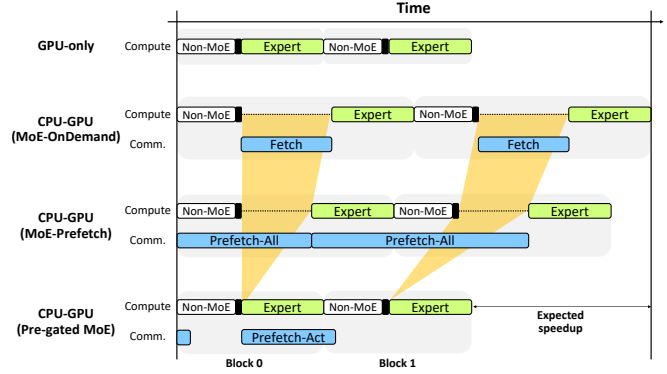 Time
GPU-only
Compute
Non-MoE
Expert
Non-MoE
Expert
CPU-GPU
(MoE-OnDemand)
Compute
Non-MoE
Expert
Non-MoE
Expert
Comm.
Fetch
Fetch
CPU-GPU
(MoE-Prefetch)
Compute
Non-MoE
Expert
Non-MoE
Expert
Comm.
Prefetch-All
Prefetch-All
CPU-GPU
(Pre-gated MoE)
Compute
Non-MoE
Expert
Non-MoE
Expert
Expected
speedup
Comm.
Prefetch-Act
Block 0
Block 1